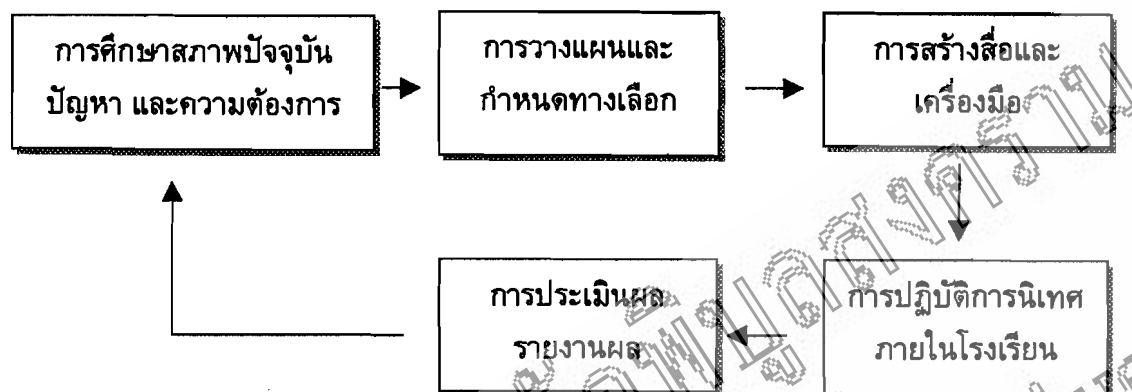 การศึกษาสภาพปัจจุบัน
ปัญหา และความต้องการ
การวางแผนและ
กำหนดทางเลือก
การสร้างสื่อและ
เครื่องมือ
การปฏิบัติการนิเทศ
ภายในโรงเรียน
การประเมินผล
รายงานผล